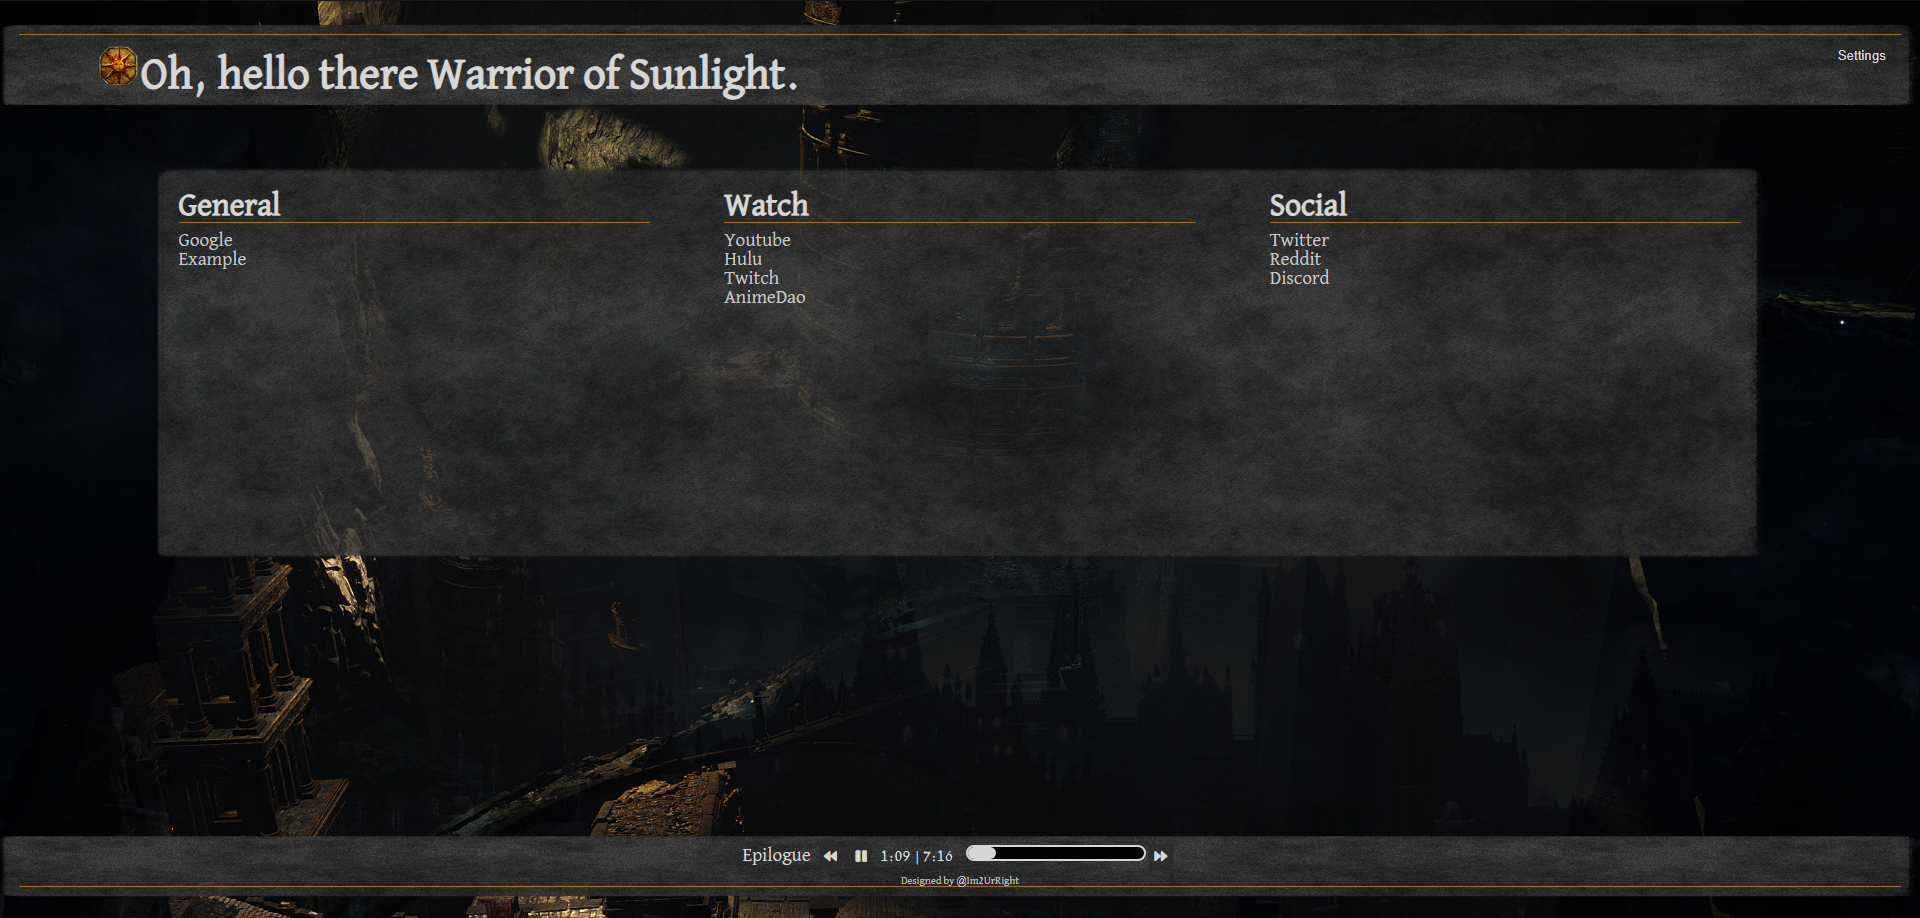 Oh, hello there Warrior of Sunlight.
Settings
General
Google
Example
Watch
Youtube
Hulu
Twitch
AnimeDao
Social
Twitter
Reddit
Discord
Epilogue
1:09 | 7:16
Designed by @Im2UrRight